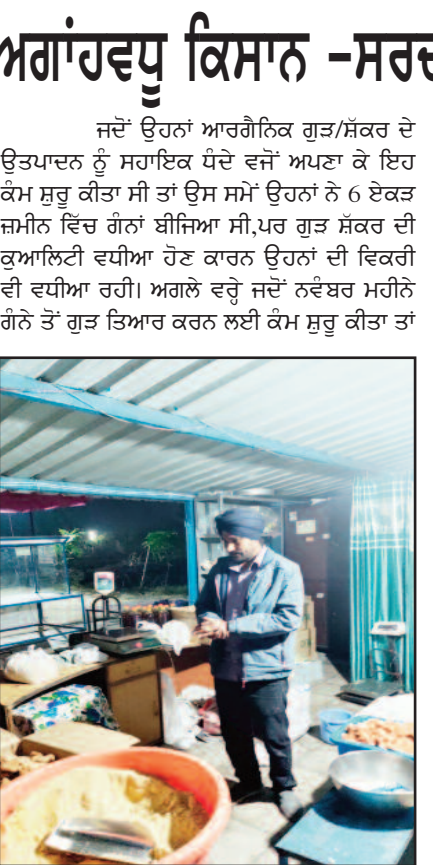 ਅਗਾਂਹਵਧੂ ਕਿਸਾਨ -ਸਰਦ
ਜਦੋਂ ਉਹਨਾਂ ਆਰਗੈਨਿਕ ਗੁੜ/ਸ਼ੱਕਰ ਦੇ
ਉਤਪਾਦਨ ਨੂੰ ਸਹਾਇਕ ਧੰਦੇ ਵਜੋਂ ਅਪਣਾ ਕੇ ਇਹ
ਕੰਮ ਸ਼ੁਰੂ ਕੀਤਾ ਸੀ ਤਾਂ ਉਸ ਸਮੇਂ ਉਹਨਾਂ ਨੇ 6 ਏਕੜ
ਜ਼ਮੀਨ ਵਿੱਚ ਗੰਨਾਂ ਬੀਜਿਆ ਸੀ,ਪਰ ਗੁੜ ਸ਼ੱਕਰ ਦੀ
ਕੁਆਲਿਟੀ ਵਧੀਆ ਹੋਣ ਕਾਰਨ ਉਹਨਾਂ ਦੀ ਵਿਕਰੀ
ਵੀ ਵਧੀਆ ਰਹੀ। ਅਗਲੇ ਵਰ੍ਹੇ ਜਦੋਂ ਨਵੰਬਰ ਮਹੀਨੇ
ਗੰਨੇ ਤੋਂ ਗੁੜ ਤਿਆਰ ਕਰਨ ਲਈ ਕੰਮ ਸ਼ੁਰੂ ਕੀਤਾ ਤਾਂ